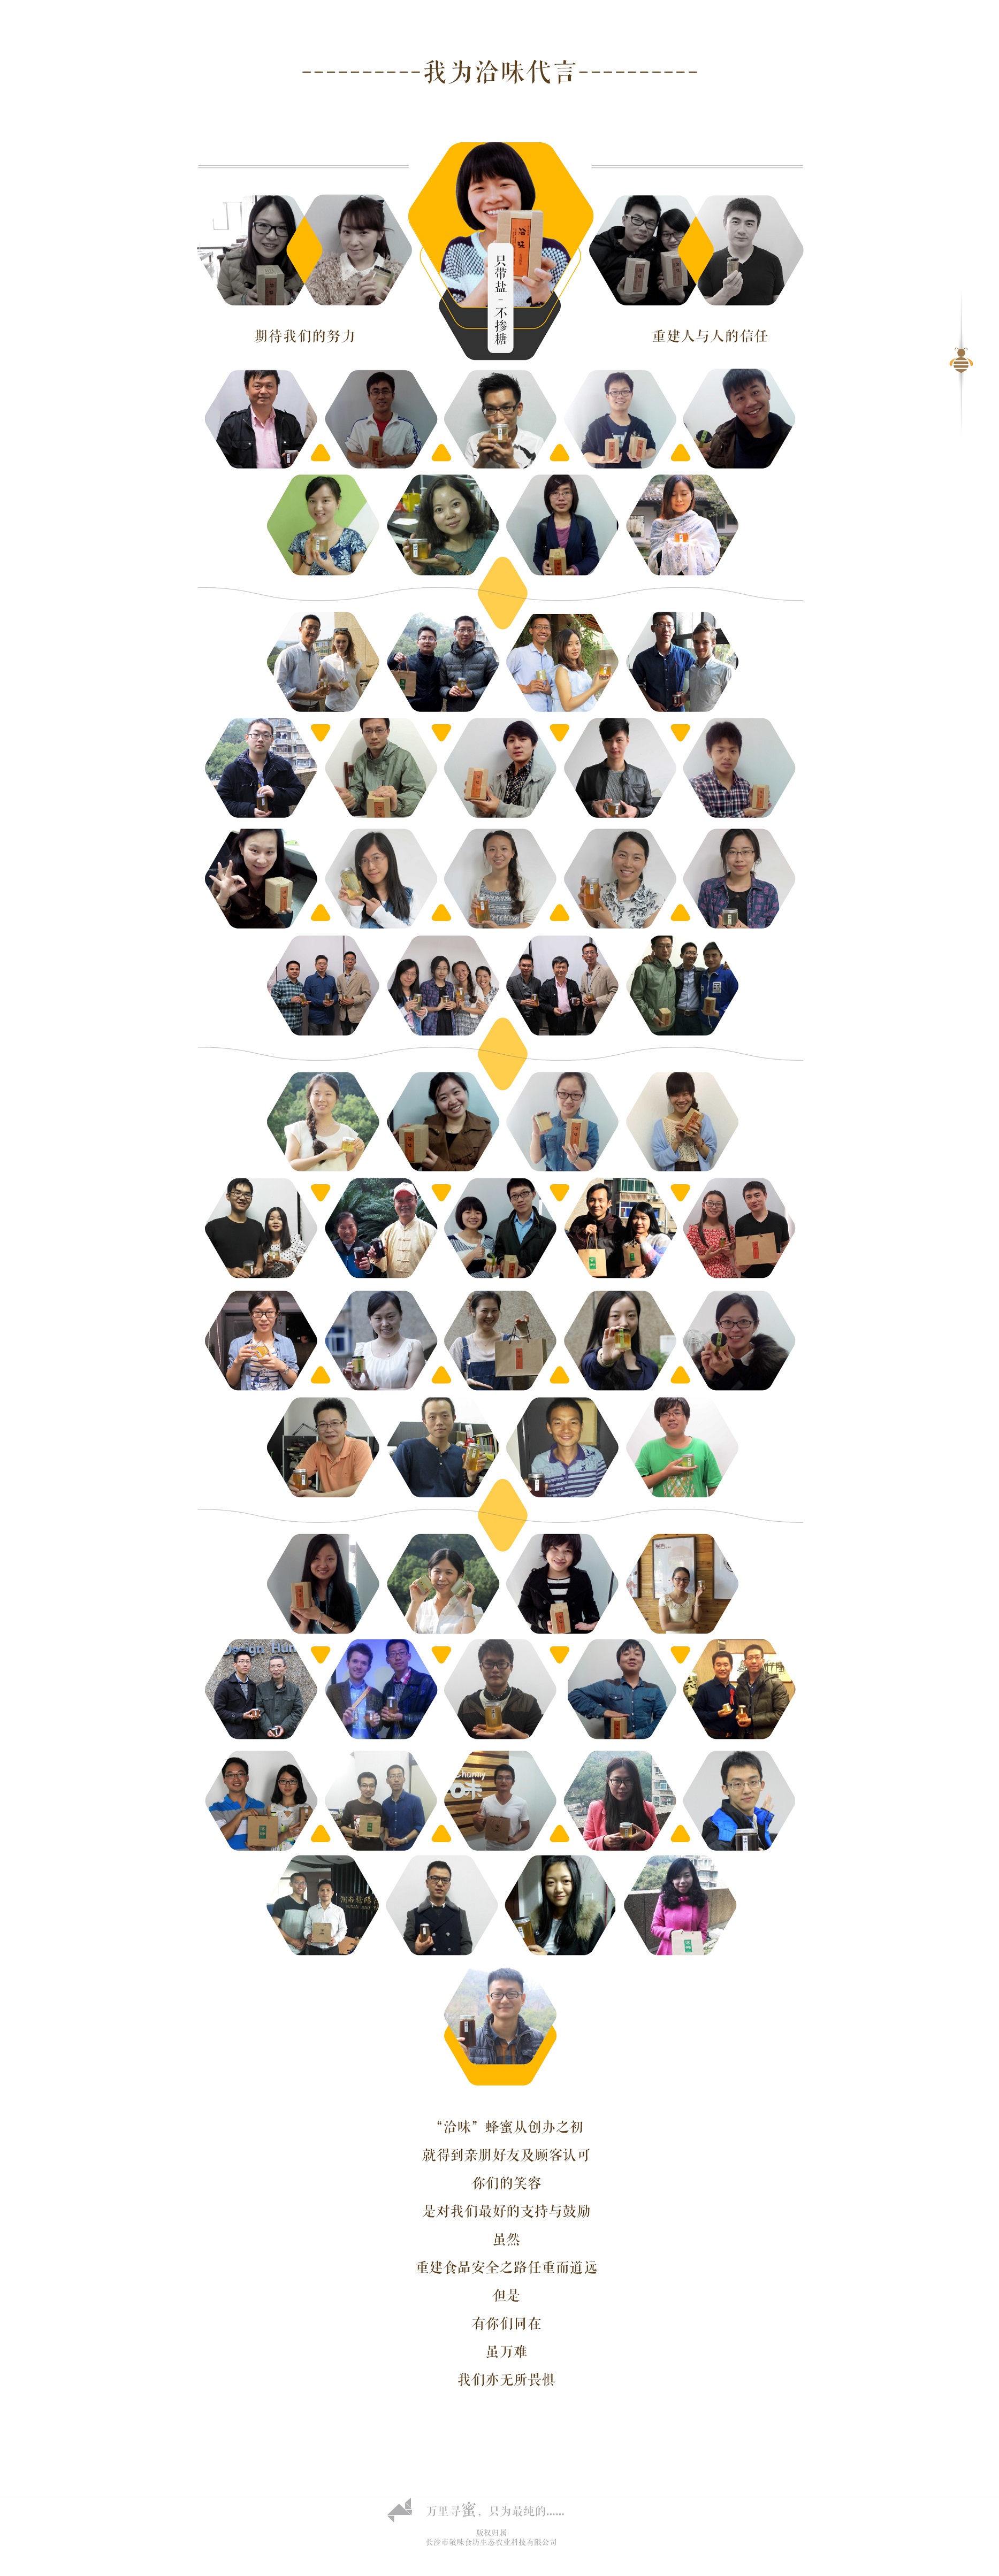 我为洽味代言
洽味
只带盐-不掺糖
期待我们的努力
重建人与人的信任
“洽味”蜂蜜从创办之初
就得到亲朋好友及顾客认可
你们的笑容
是对我们最好的支持与鼓励
虽然
重建食品安全之路任重而道远
但是
有你们同在
虽万难
我们亦无所畏惧
万里寻蜜，只为最纯的......
版权归属
长沙市敬味食坊生态农业科技有限公司